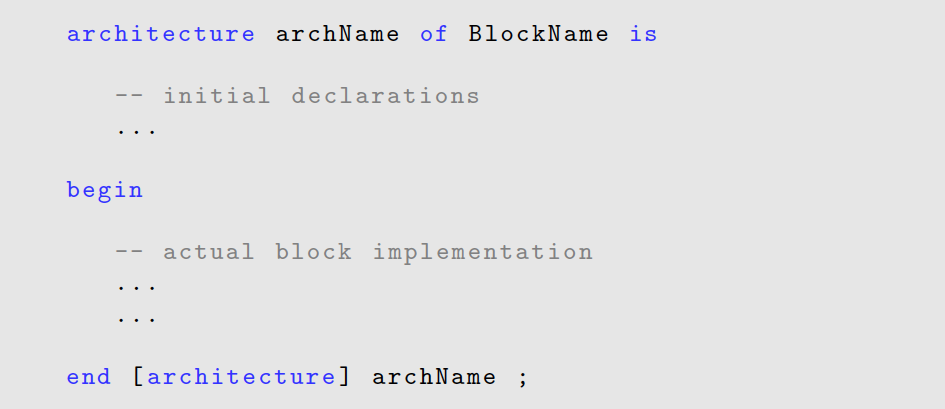 architecture archName of BlockName is
-- initial declarations
...
begin
-- actual block implementation
...
...
end [architecture] archName ;